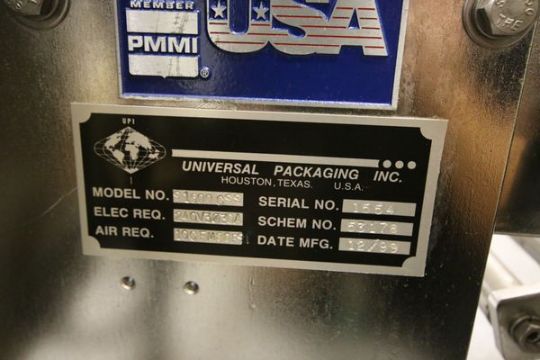 MEMBER
PMMI
®
USA
UPI
UNIVERSAL PACKAGING INC.
HOUSTON, TEXAS. U.S.A.
MODEL NO. SERIAL NO. 1554
ELEC REQ. SCHEM NO. 53178
AIR REQ. DATE MFG. 12/99